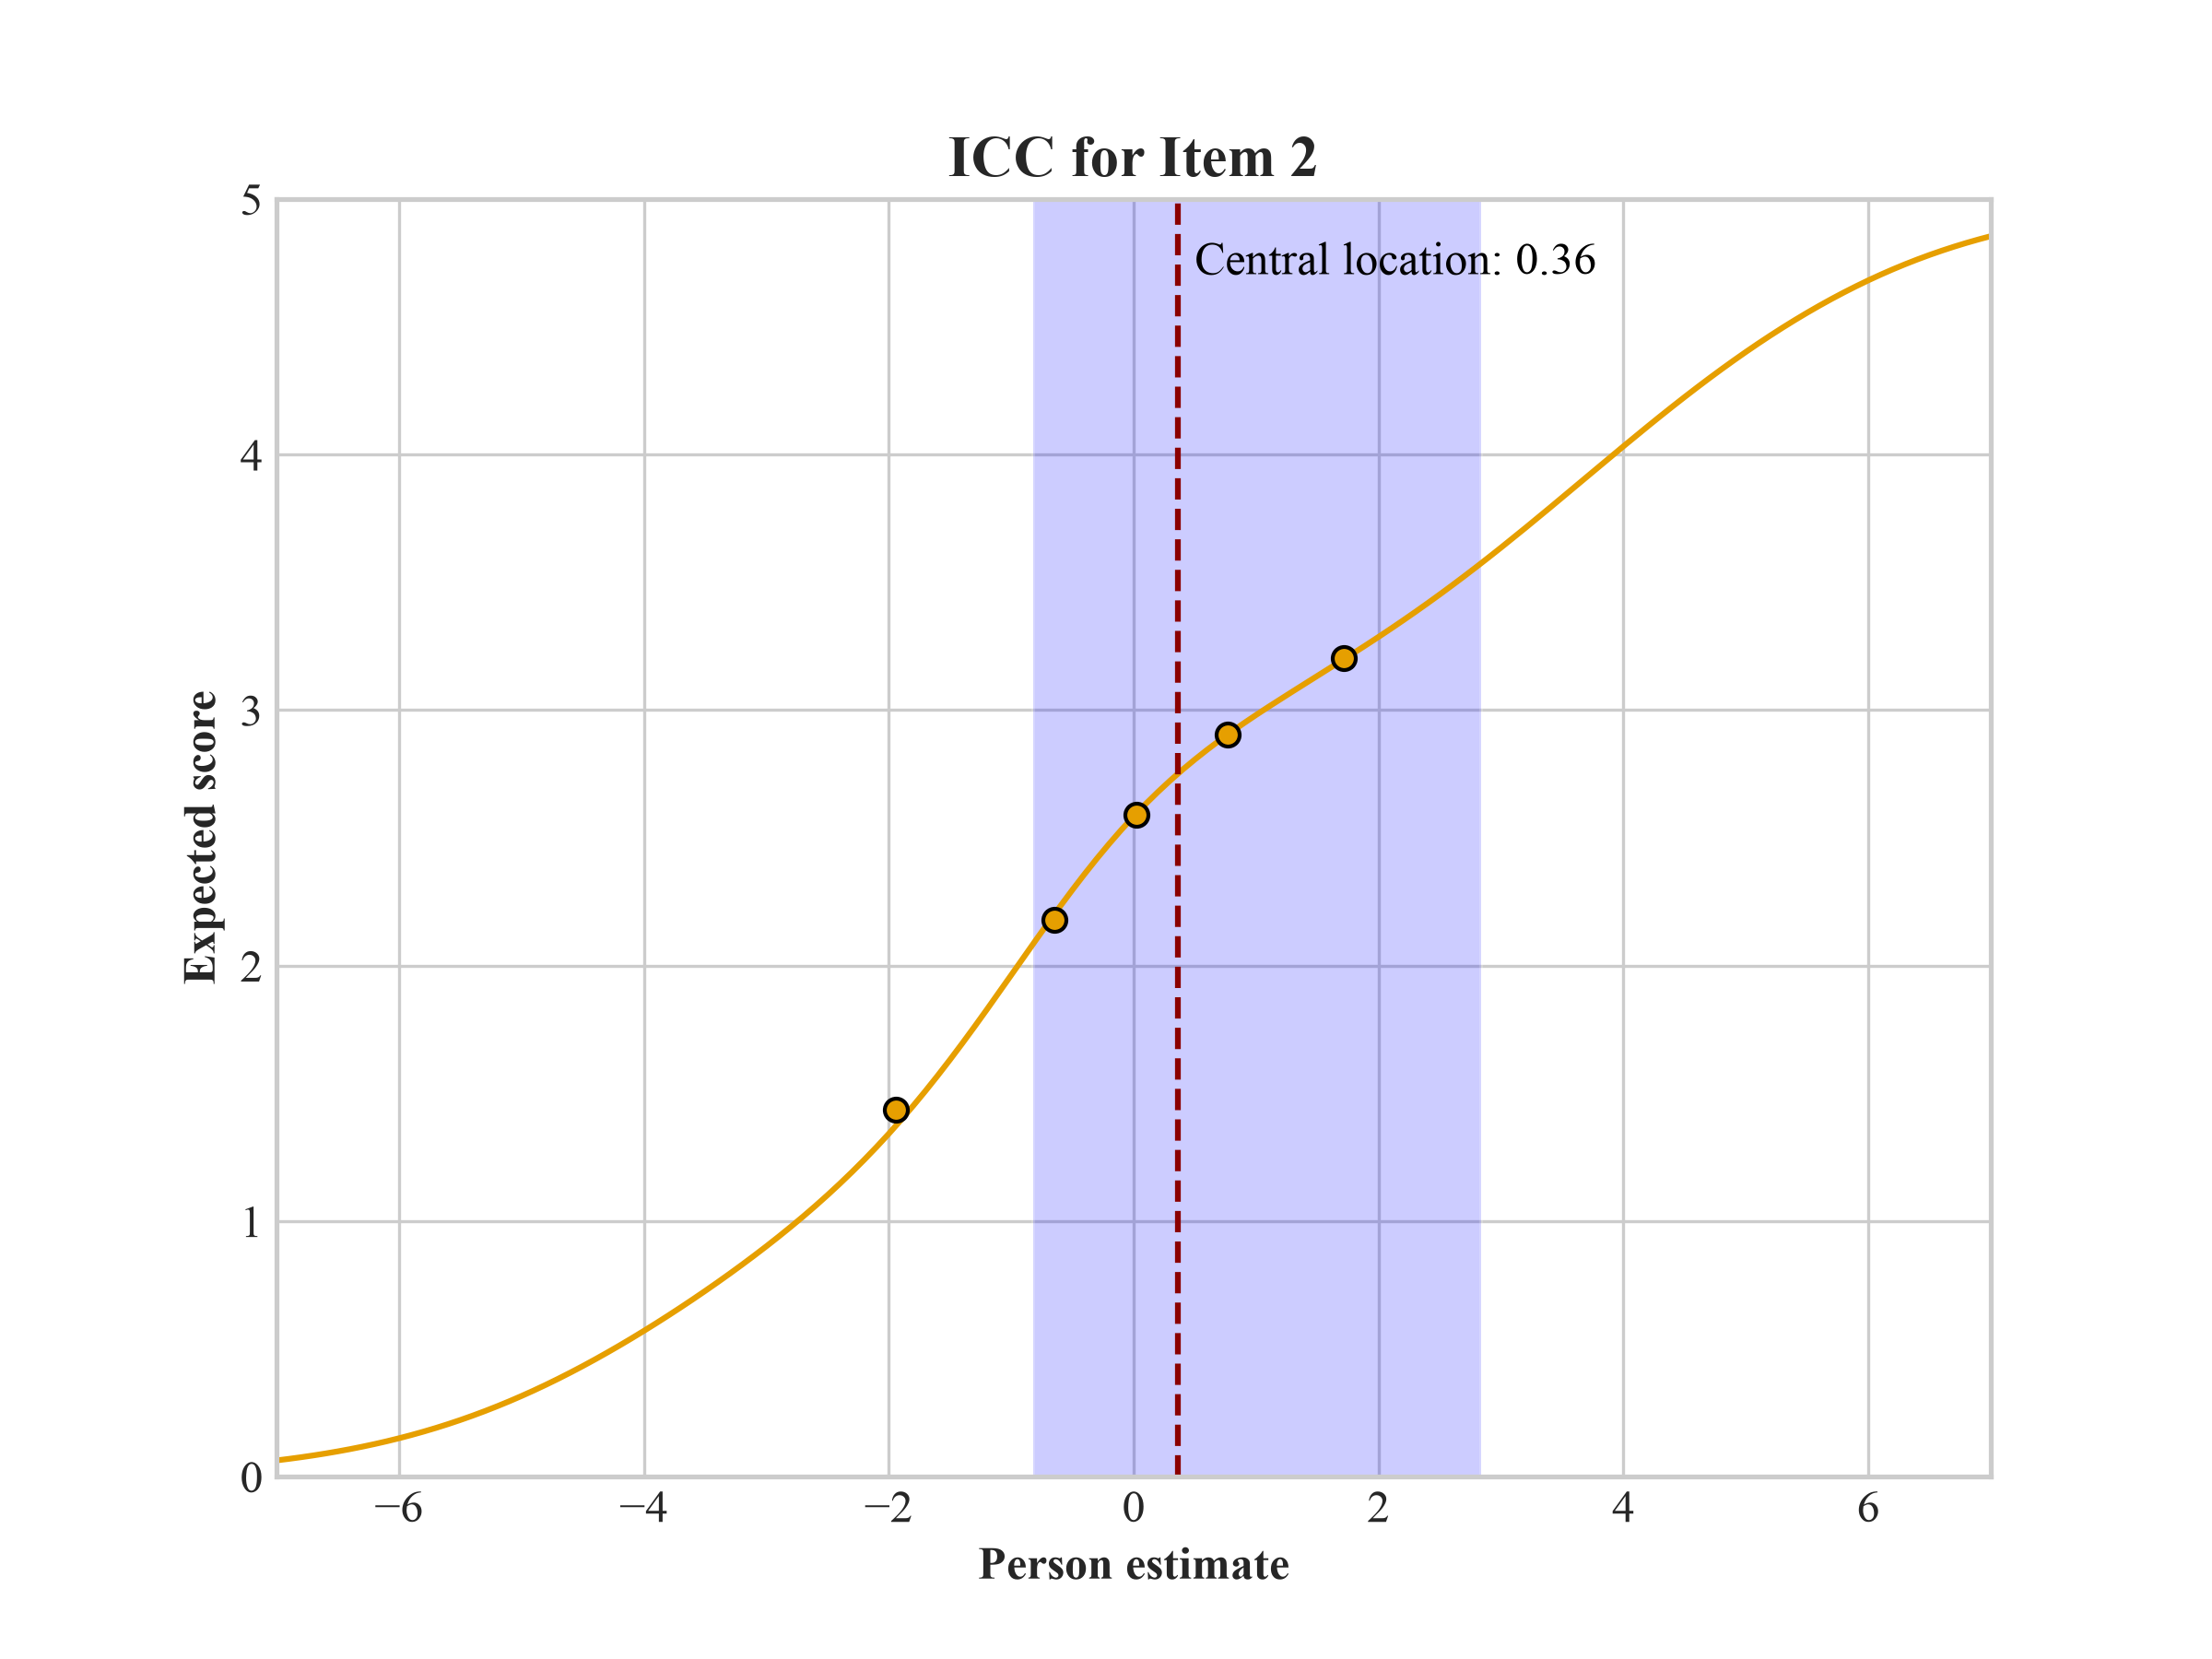 ICC for Item 2
Central location: 0.36
Expected score
5
4
3
2
1
0
−6 −4 −2 0 2 4 6
Person estimate